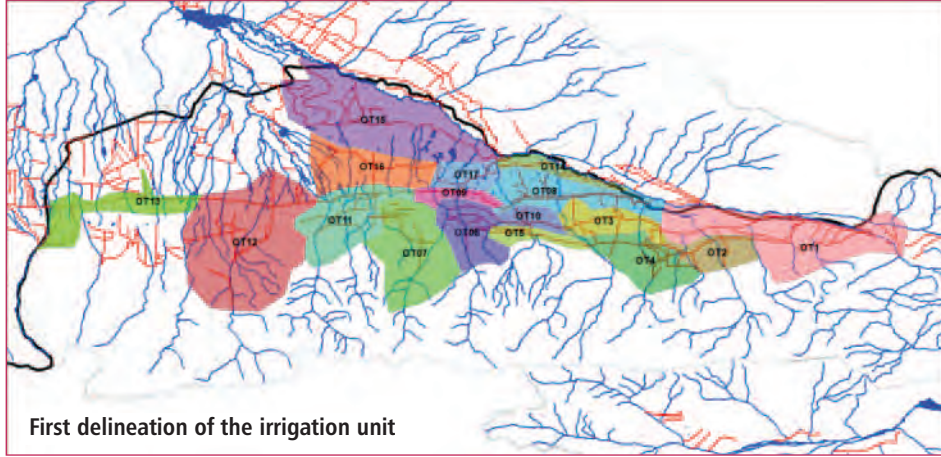 OT15
OT14
OT16
OT17
OT08
OT09
OT13
OT11
OT10
OT3
OT06
OT5
OT12
OT07
OT4
OT2
OT1
First delineation of the irrigation unit